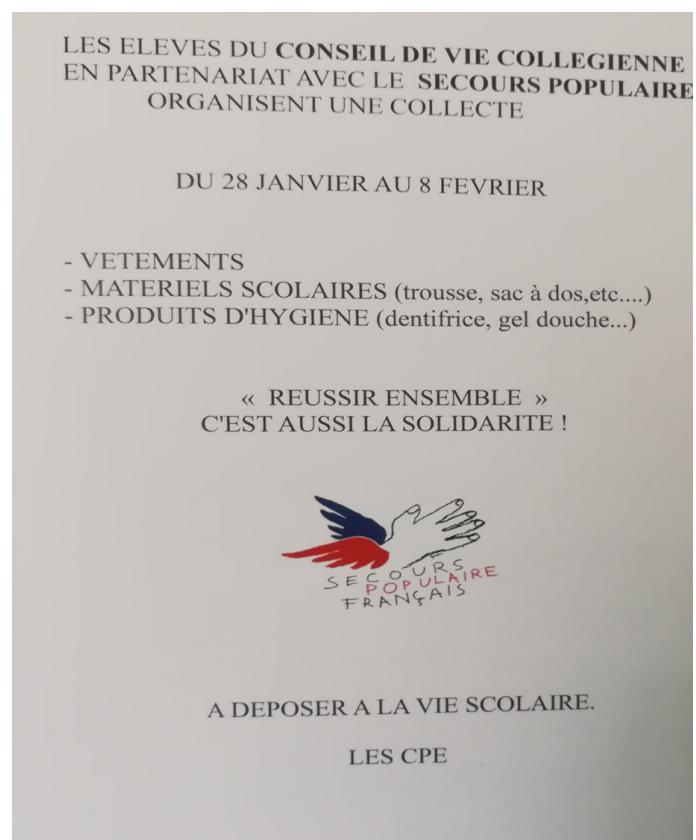 LES ELEVES DU CONSEIL DE VIE COLLEGIENNE
EN PARTENARIAT AVEC LE SECOURS POPULAIRE
ORGANISENT UNE COLLECTE
DU 28 JANVIER AU 8 FEVRIER
- VETEMENTS
- MATERIELS SCOLAIRES (trousse, sac à dos,etc....)
- PRODUITS D'HYGIENE (dentifrice, gel douche...)
« REUSSIR ENSEMBLE »
C'EST AUSSI LA SOLIDARITE !
SECOURS
POPULAIRE
FRANÇAIS
A DEPOSER A LA VIE SCOLAIRE.
LES CPE